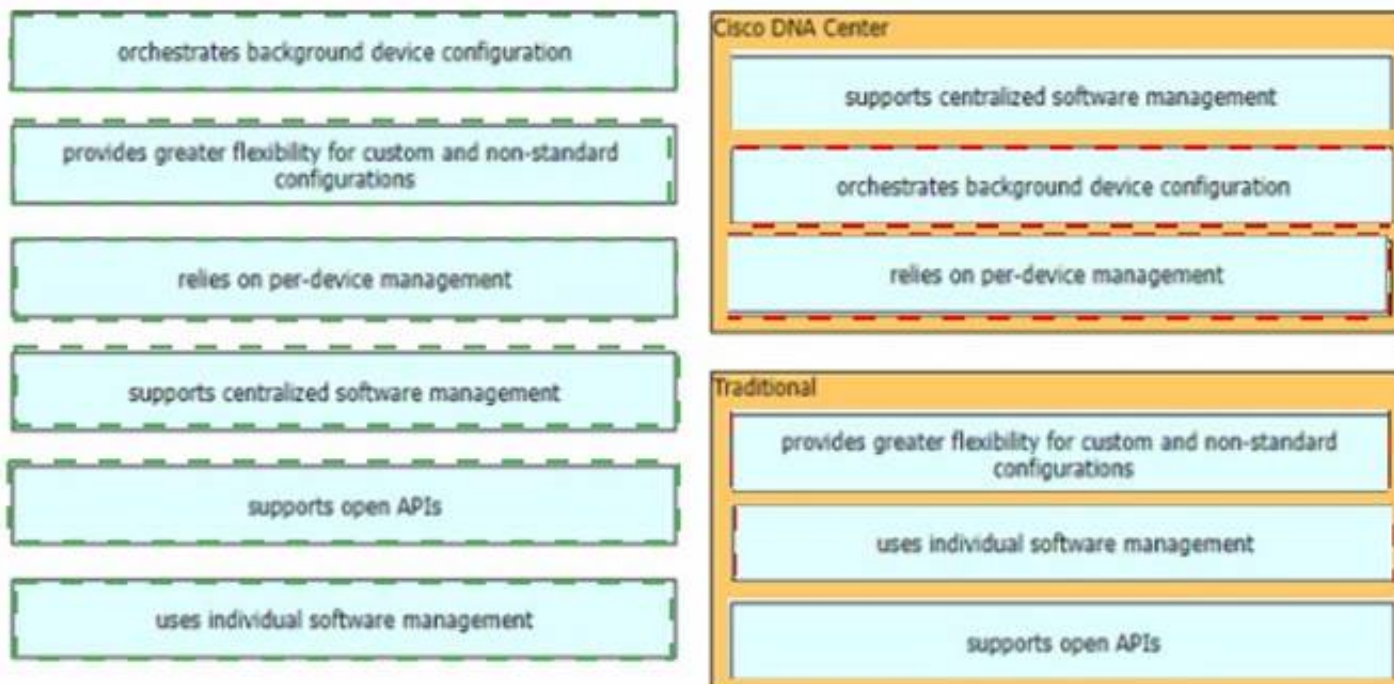 orchestrates background device configuration
provides greater flexibility for custom and non-standard
configurations
relies on per-device management
supports centralized software management
supports open APIs
uses individual software management
Cisco DNA Center
supports centralized software management
orchestrates background device configuration
relies on per-device management
Traditional
provides greater flexibility for custom and non-standard
configurations
uses individual software management
supports open APIs